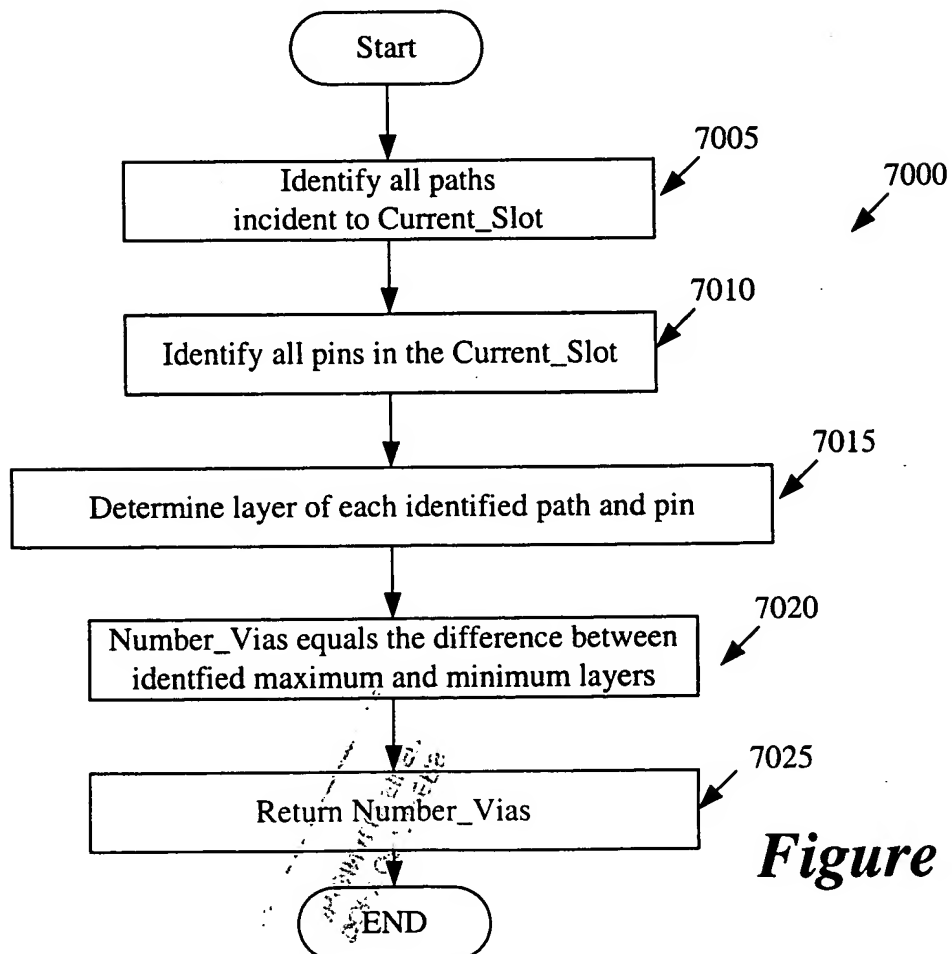 Start
7005
Identify all paths
incident to Current_Slot
7000
7010
Identify all pins in the Current_Slot
7015
Determine layer of each identified path and pin
7020
Number_Vias equals the difference between
identfied maximum and minimum layers
7025
Return Number_Vias
Figure
END